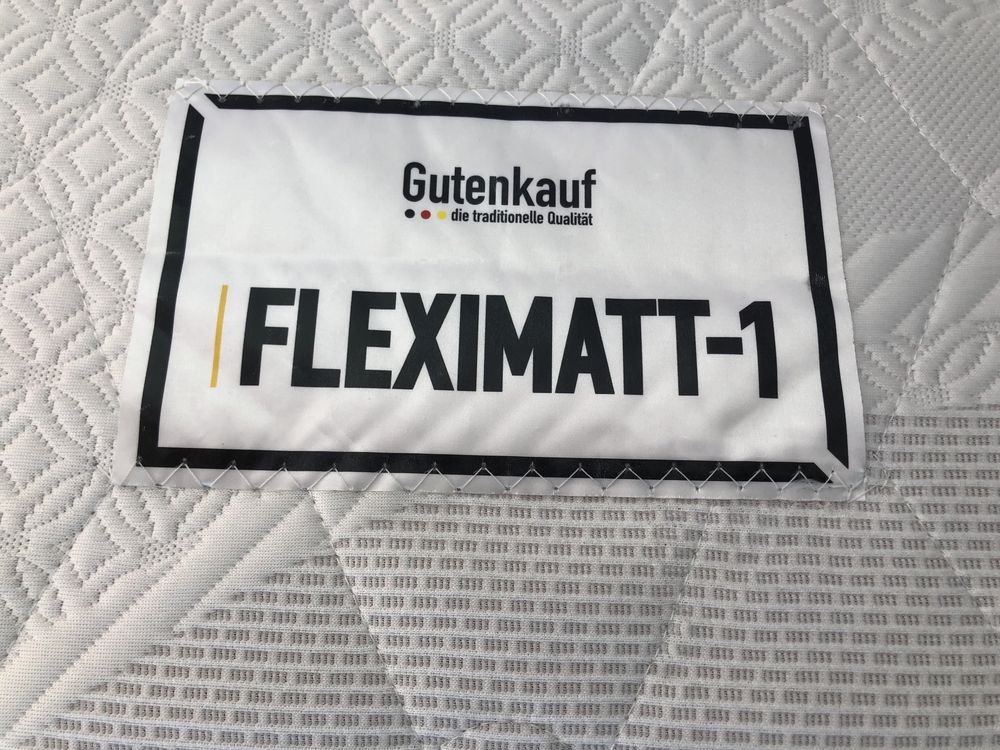 Gutenkauf
die traditionelle Qualität
FLEXIMATT-1